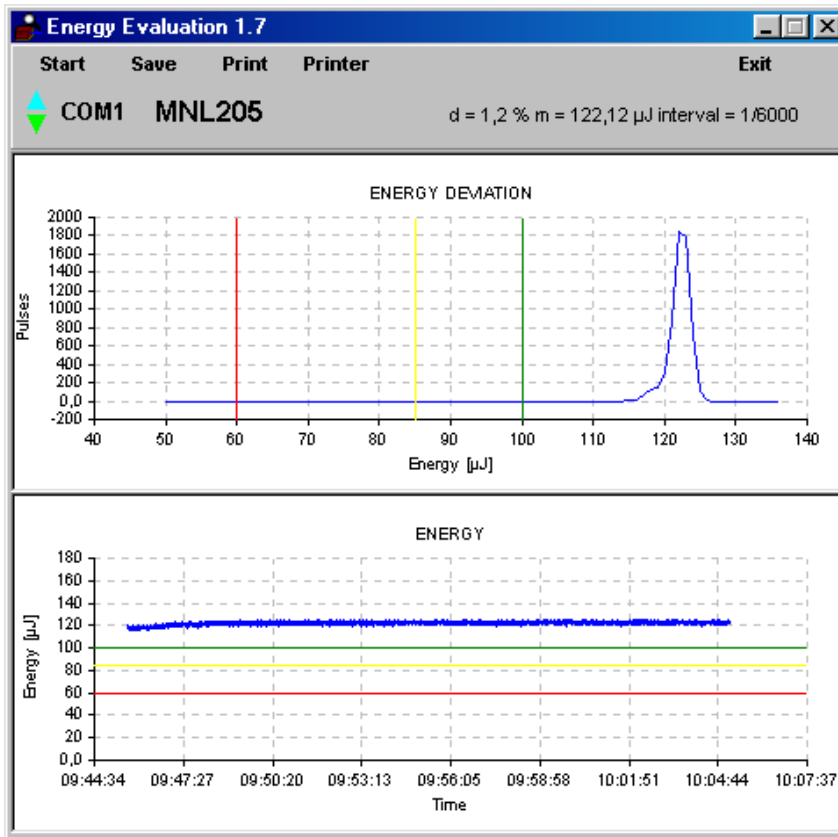 Energy Evaluation 1.7
Start Save Print Printer Exit
COM1 MNL205 d = 1,2 % m = 122,12 µJ interval = 1/6000
ENERGY DEVIATION
Pulses
2000
1800
1600
1400
1200
1000
800
600
400
200
0,0
-200
40 50 60 70 80 90 100 110 120 130 140
Energy [µJ]
ENERGY
Energy [µJ]
180
160
140
120
100
80
60
40
20
0,0
09:44:34 09:47:27 09:50:20 09:53:13 09:56:05 09:58:58 10:01:51 10:04:44 10:07:37
Time